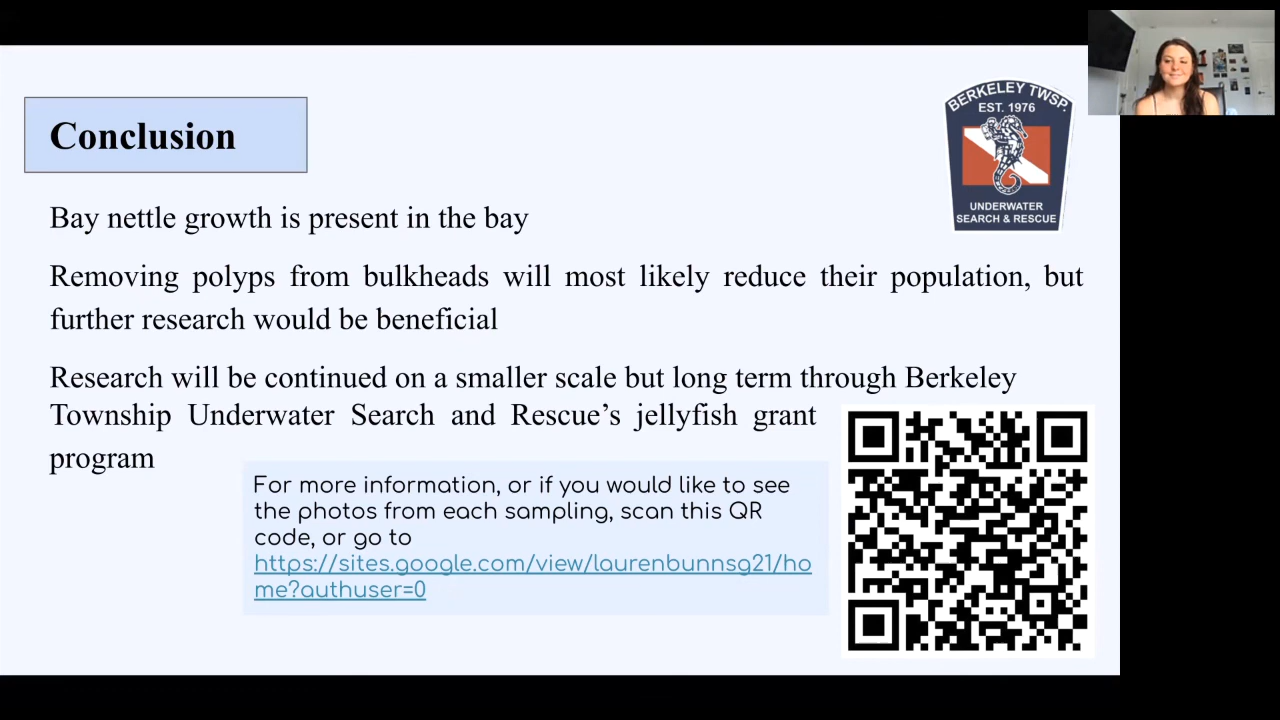 BERKELEY TWSP.
EST. 1976
UNDERWATER
SEARCH & RESCUE
Conclusion
Bay nettle growth is present in the bay
Removing polyps from bulkheads will most likely reduce their population, but
further research would be beneficial
Research will be continued on a smaller scale but long term through Berkeley
Township Underwater Search and Rescue's jellyfish grant
program
For more information, or if you would like to see
the photos from each sampling, scan this QR
code, or go to
https://sites.google.com/view/laurenbunnsg21/ho
me?authuser=0